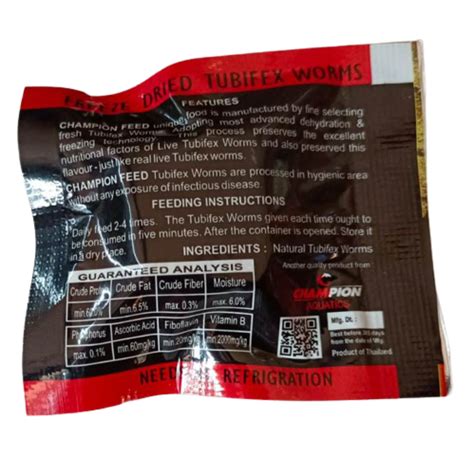 FREEZE DRIED TUBIFEX WORMS
FEATURES
CHAMPION FEED unique food is manufactured by fine selecting
fresh Tubifex Worms. Adopting most advanced dehydration &
freezing technology. This process preserves the excellent
nutritional factors of Live Tubifex Worms and also preserved this
flavour - just like real live Tubifex worms.
CHAMPION FEED Tubifex Worms are processed in hygienic area
without any exposure of infectious disease.
FEEDING INSTRUCTIONS
Daily feed 2-4 times. The Tubifex Worms given each time ought to
be consumed in five minutes. After the container is opened. Store it
in a dry place.
INGREDIENTS : Natural Tubifex Worms
GUARANTEED ANALYSIS
Crude Crude Fat Crude Fiber Moisture
min. min. 6.5% max. 0.3% max. 6.0%
Ascorbic Acid Fiboflavin Vitamin B
max. 0.1% min. 60mg/kg min. 20mg/kg min. 2000mg/kg
Another quality product from
CHAMPION
AQUATICS
Mfg. Dt. :
Best before days
from the date of Mfg.
Product of Thailand
REFRIGRATION